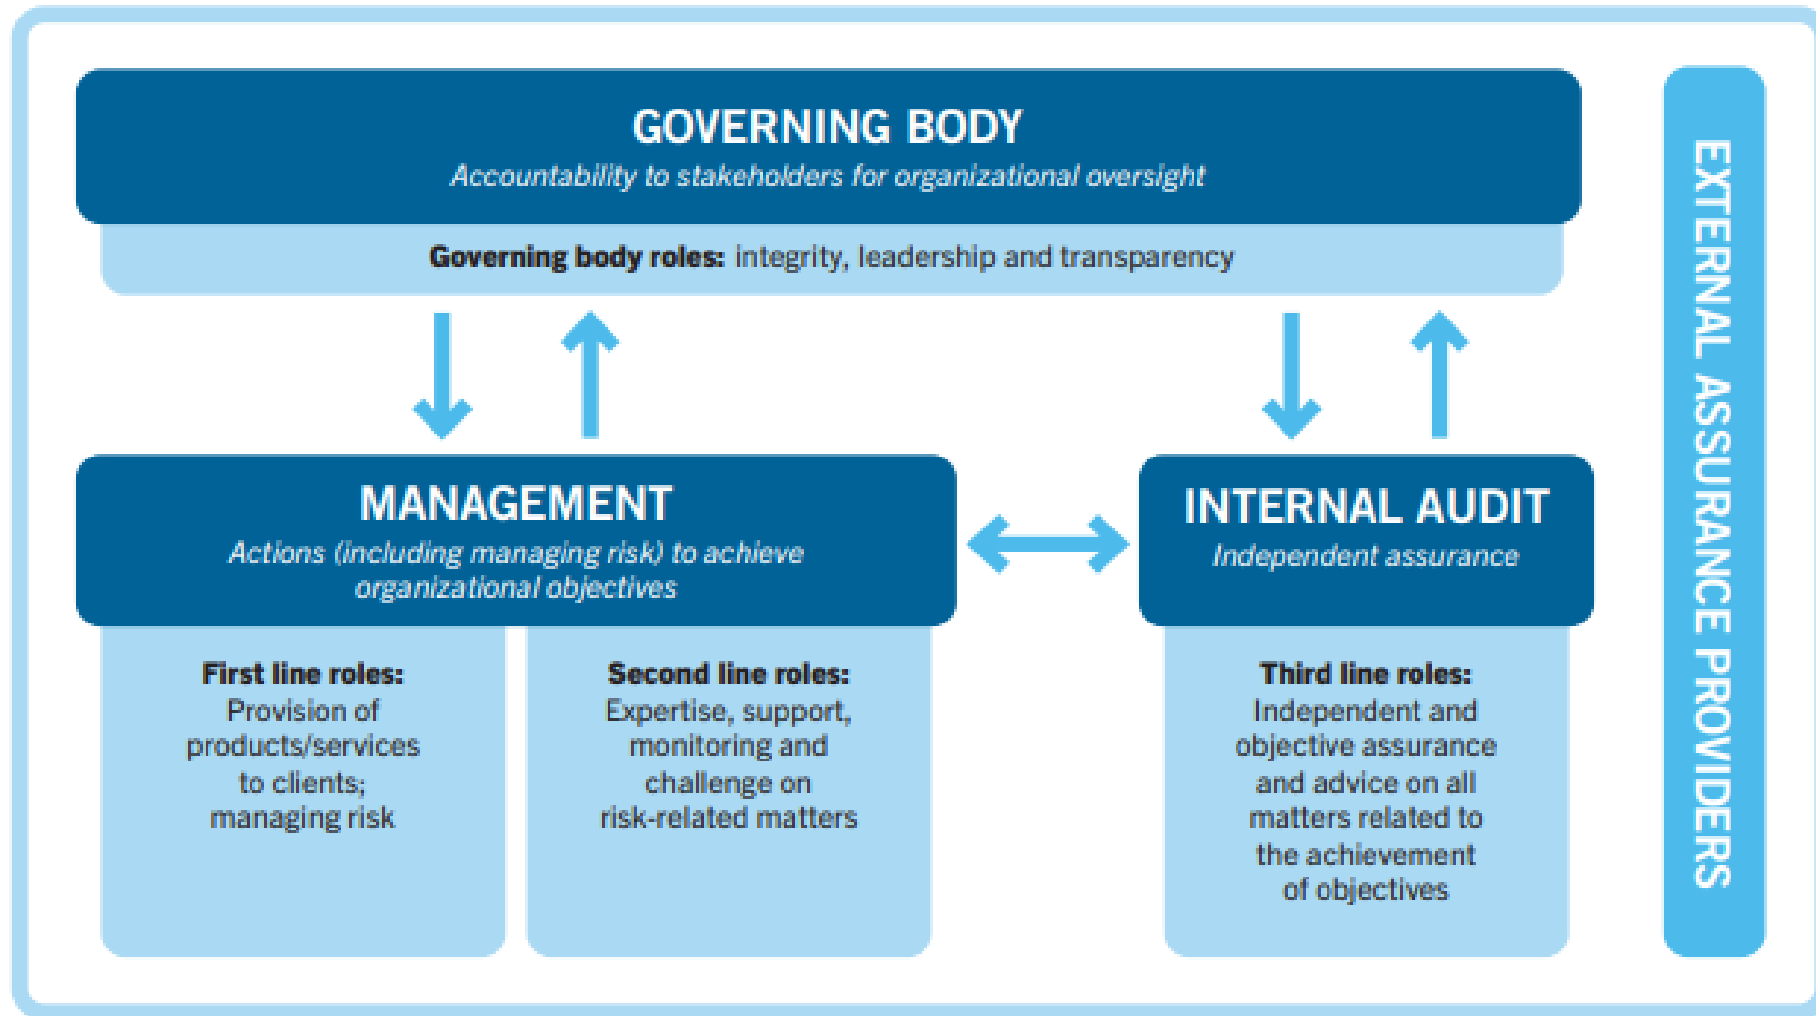 GOVERNING BODY
Accountability to stakeholders for organizational oversight
Governing body roles: integrity, leadership and transparency
MANAGEMENT
Actions (including managing risk) to achieve
organizational objectives
First line roles:
Provision of
products/services
to clients;
managing risk
Second line roles:
Expertise, support,
monitoring and
challenge on
risk-related matters
INTERNAL AUDIT
Independent assurance
Third line roles:
Independent and
objective assurance
and advice on all
matters related to
the achievement
of objectives
EXTERNAL ASSURANCE PROVIDERS